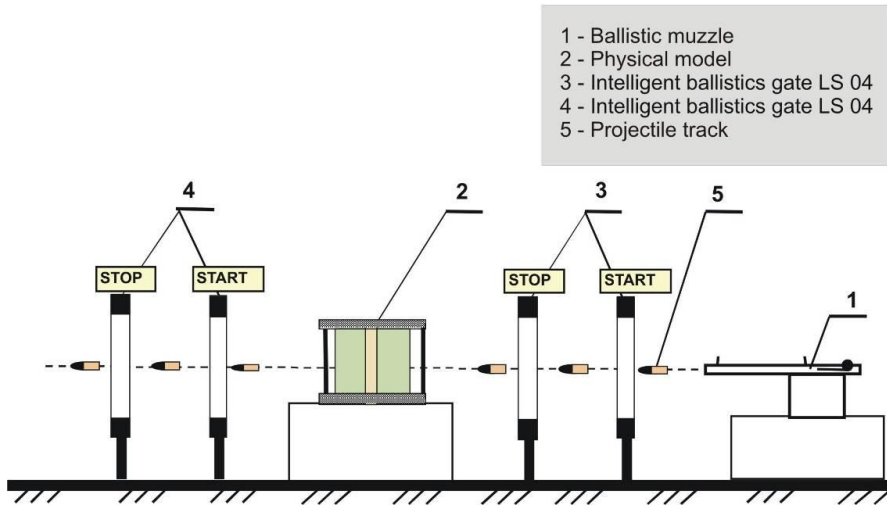 1 - Ballistic muzzle
2 - Physical model
3 - Intelligent ballistics gate LS 04
4 - Intelligent ballistics gate LS 04
5 - Projectile track
4
2
3
5
STOP
START
STOP
START
1